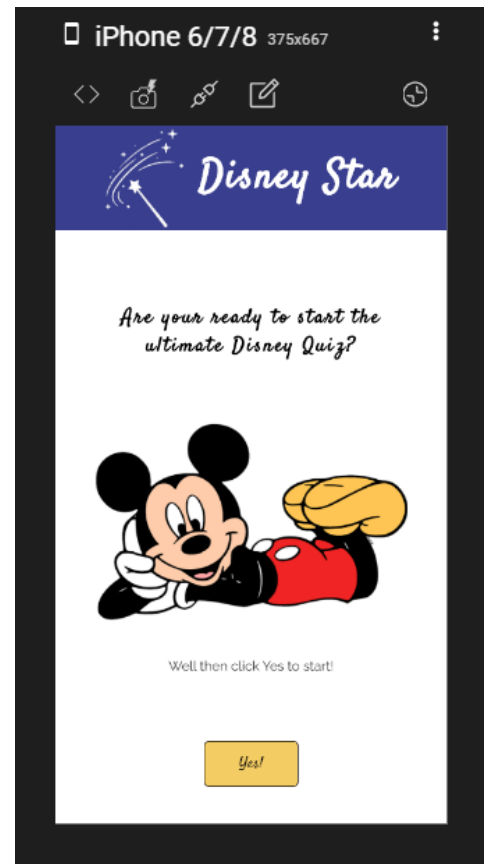 iPhone 6/7/8 375x667
Disney Star
Are your ready to start the
ultimate Disney Quiz?
Well then click Yes to start!
Yes!